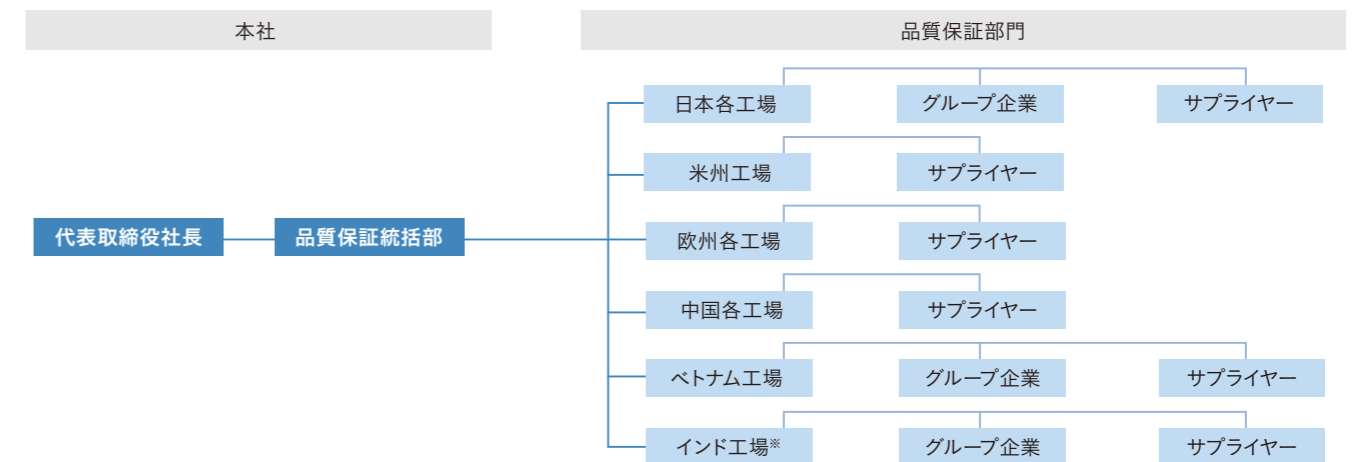 本社
品質保証部門
日本各工場 グループ企業 サプライヤー
米州工場 サプライヤー
代表取締役社長 品質保証統括部 欧州各工場 サプライヤー
中国各工場 サプライヤー
ベトナム工場 グループ企業 サプライヤー
インド工場※ グループ企業 サプライヤー